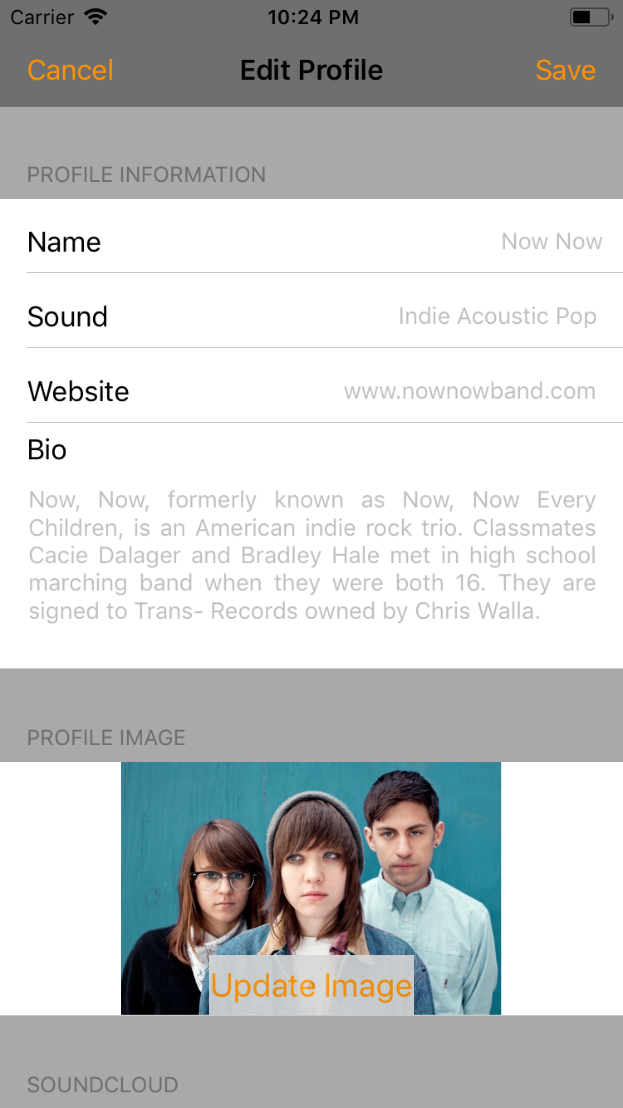 Carrier 10:24 PM
Cancel Edit Profile Save
PROFILE INFORMATION
Name Now Now
Sound Indie Acoustic Pop
Website www.nownowband.com
Bio
Now, Now, formerly known as Now, Now Every
Children, is an American indie rock trio. Classmates
Cacie Dalager and Bradley Hale met in high school
marching band when they were both 16. They are
signed to Trans- Records owned by Chris Walla.
PROFILE IMAGE
Update Image
SOUNDCLOUD